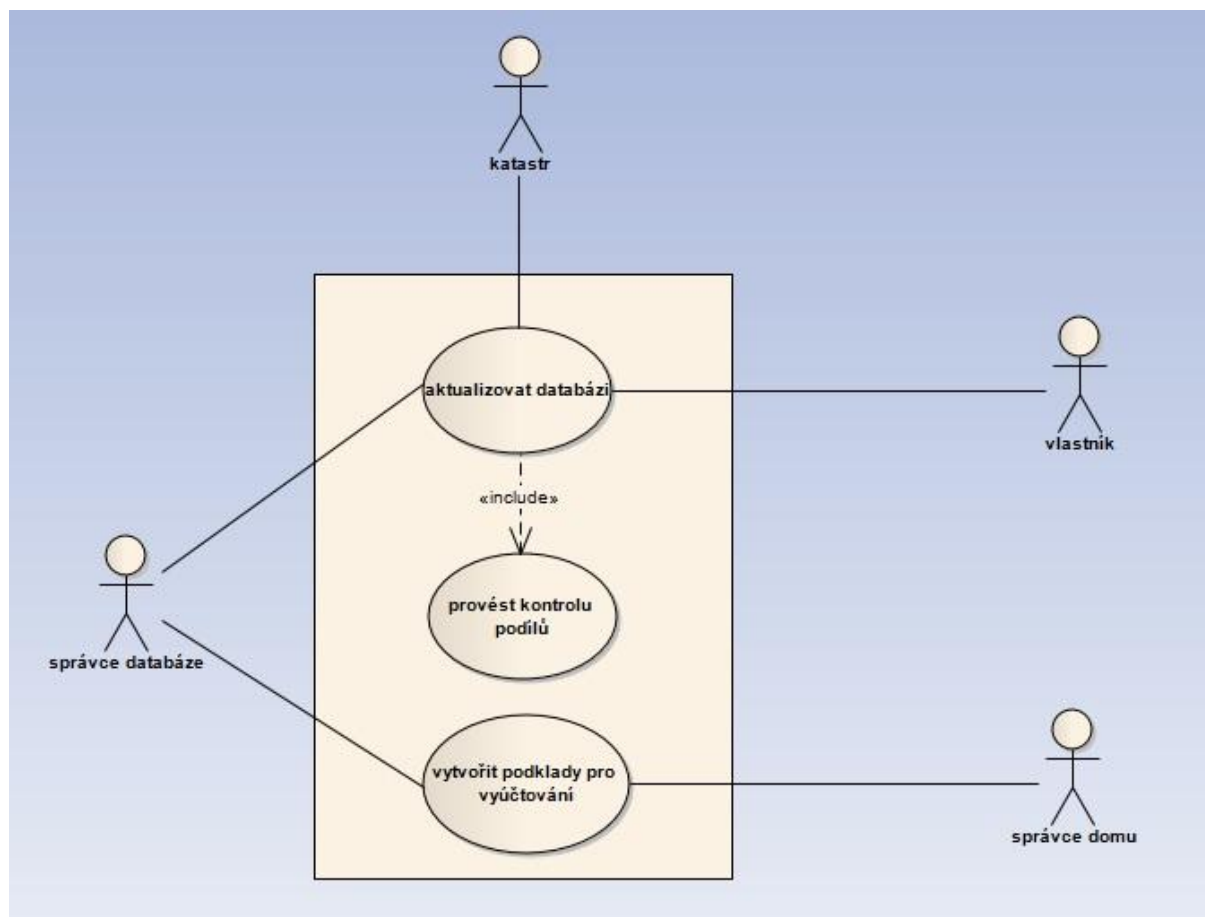 katastr
aktualizovat databázi
vlastník
«include»
provést kontrolu
podílů
správce databáze
vytvořit podklady pro
vyúčtování
správce domu